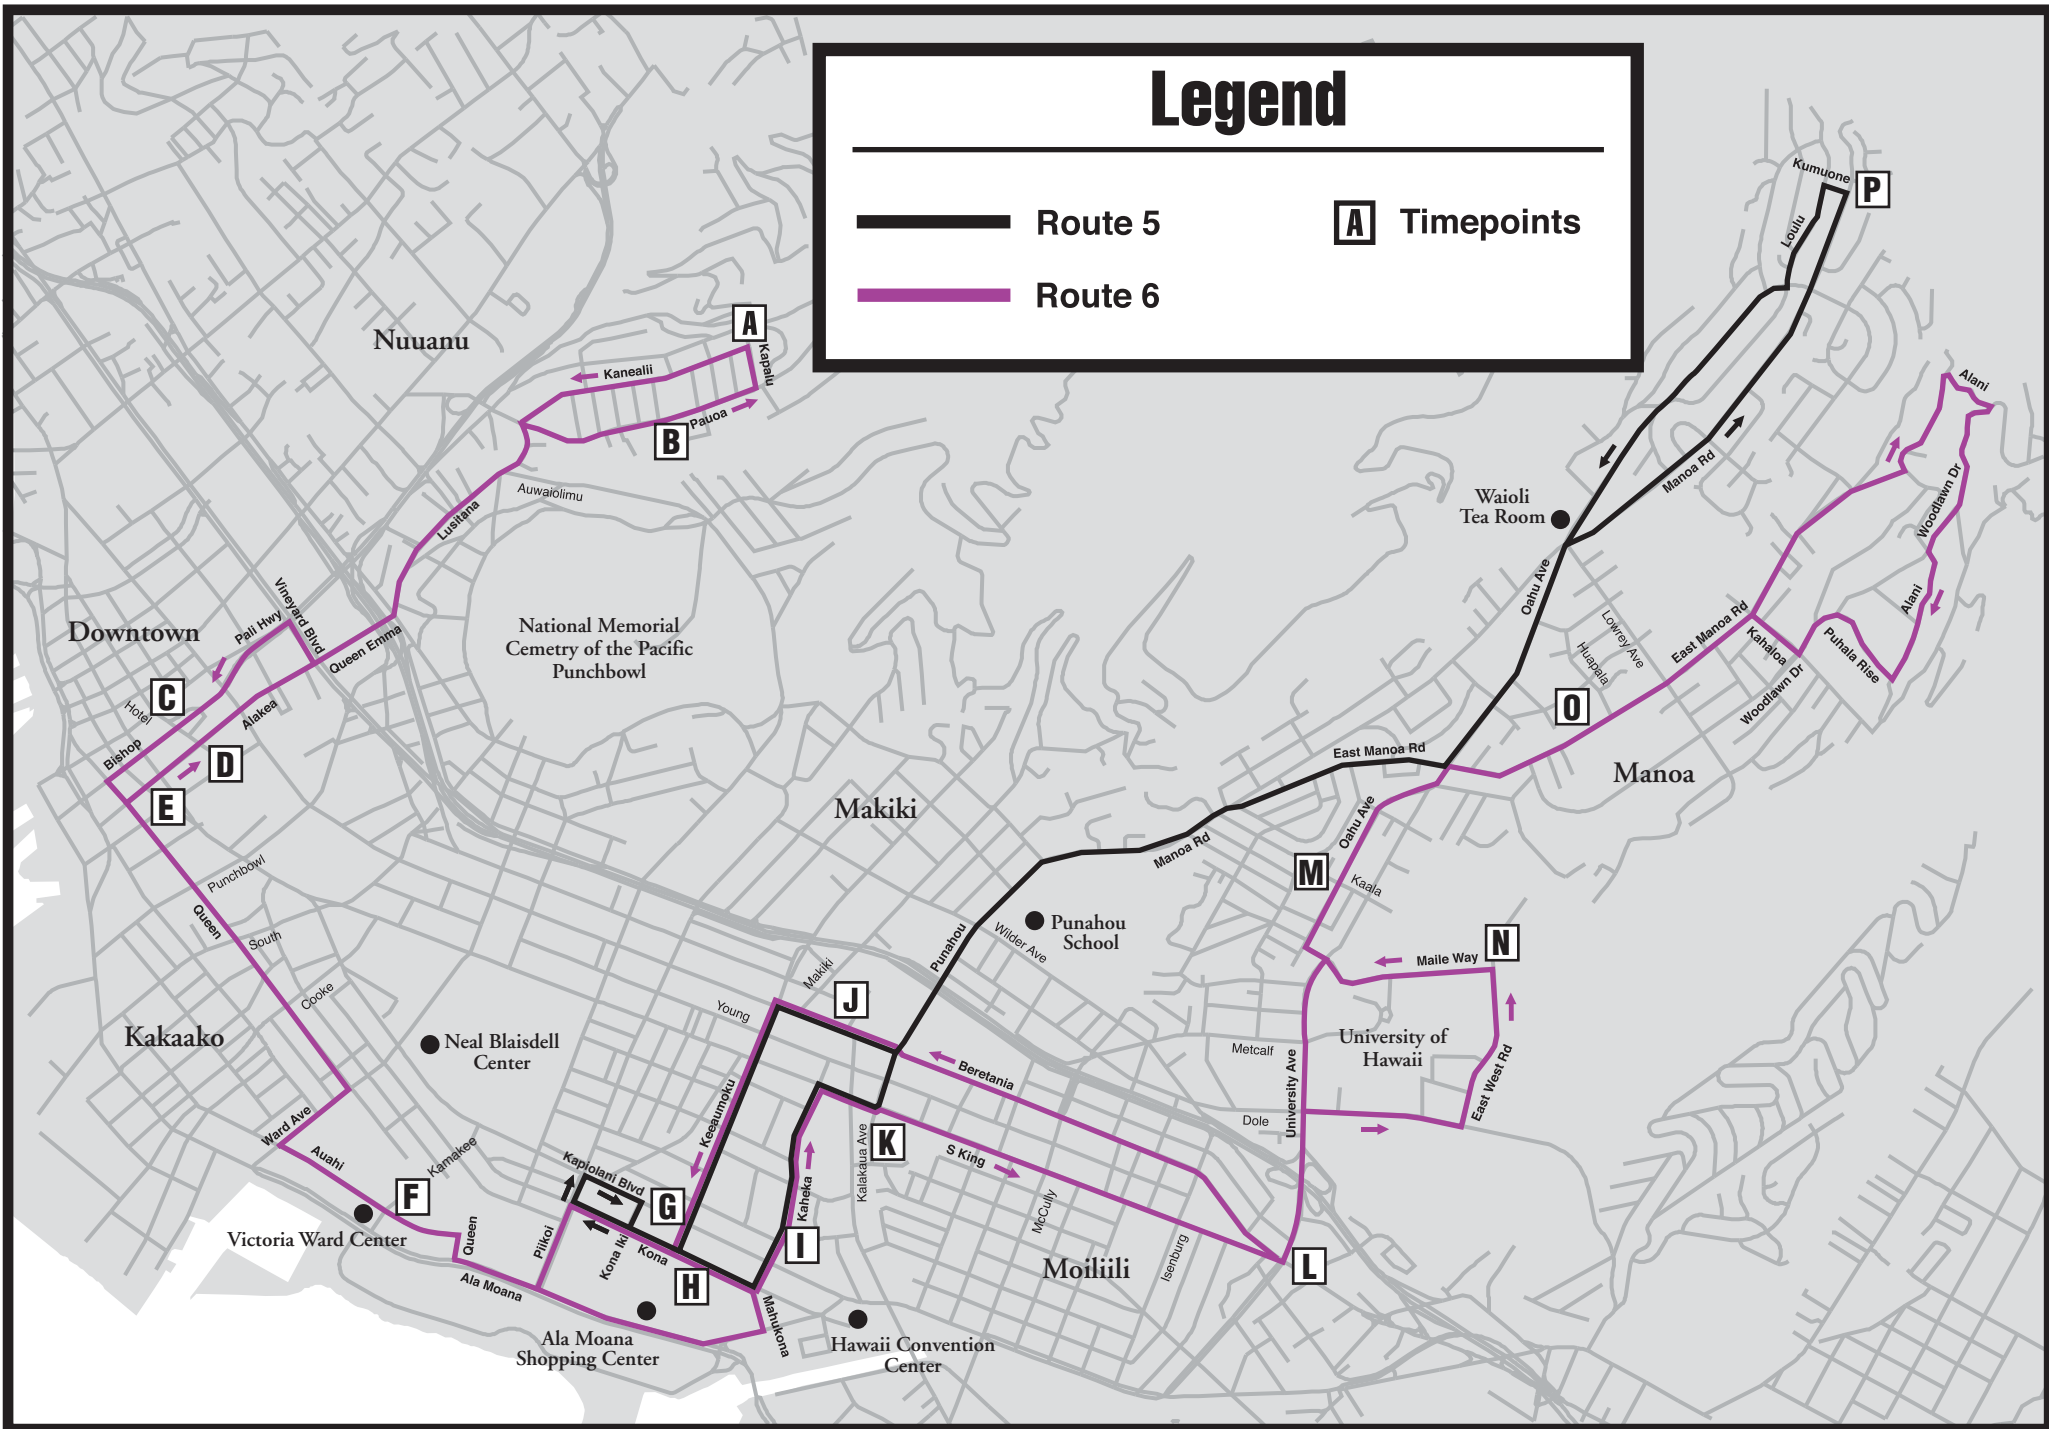 Legend
Route 5
A
Timepoints
Route 6
Kumuone
P
Loulu
Nuuanu
A
Kapalu
Kanealii
Pauoa
B
Alani
Auwaiolimu
Lusitana
Manoa Rd
Waioli
Tea Room
Woodlawn Dr
Oahu Ave
Alani
Vineyard Blvd
Pali Hwy
Downtown
Queen Emma
National Memorial
Cemetry of the Pacific
Punchbowl
Lowrey Ave
Huapala
East Manoa Rd
Kahaloa
Puhala Rise
Woodlawn Dr
C
Hotel
Alakea
O
Bishop
D
East Manoa Rd
Manoa
E
Makiki
Oahu Ave
Manoa Rd
M
Kaala
Punchbowl
Queen
South
Punahou
Wilder Ave
Punahou
School
N
Maile Way
Makiki
Cooke
J
Young
Kakaako
Neal Blaisdell
Center
University of
Hawaii
Metcalf
Beretania
East West Rd
University Ave
Dole
Keeaumoku
Ward Ave
Auahi
Kamakee
K
Kalakaua Ave
S King
Kapiolani Blvd
F
G
Kaheka
McCully
Victoria Ward Center
Queen
Piikoi
Kona Iki
Kona
I
Isenburg
Moiliili
L
Ala Moana
H
Mahukona
Ala Moana
Shopping Center
Hawaii Convention
Center